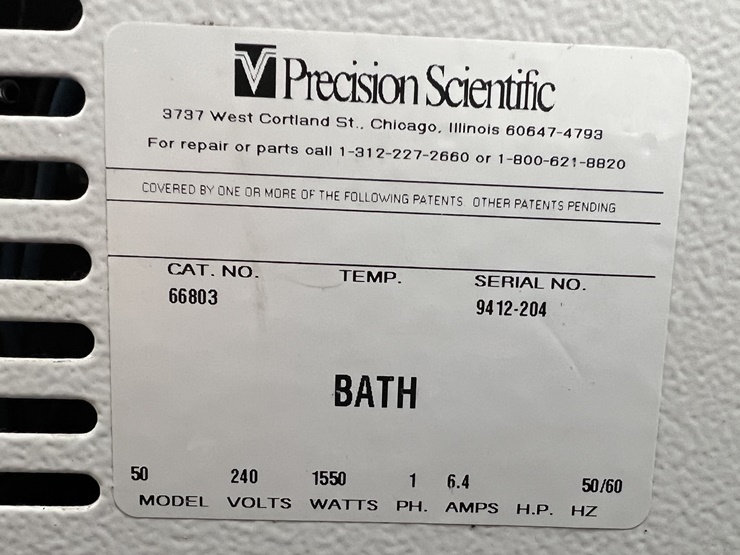 Precision Scientific
3737 West Cortland St., Chicago, Illinois 60647-4793
For repair or parts call 1-312-227-2660 or 1-800-621-8820
COVERED BY ONE OR MORE OF THE FOLLOWING PATENTS. OTHER PATENTS PENDING
CAT. NO. TEMP. SERIAL NO.
66803 9412-204
BATH
50 240 1550 1 6.4 50/60
MODEL VOLTS WATTS PH. AMPS H.P. HZ